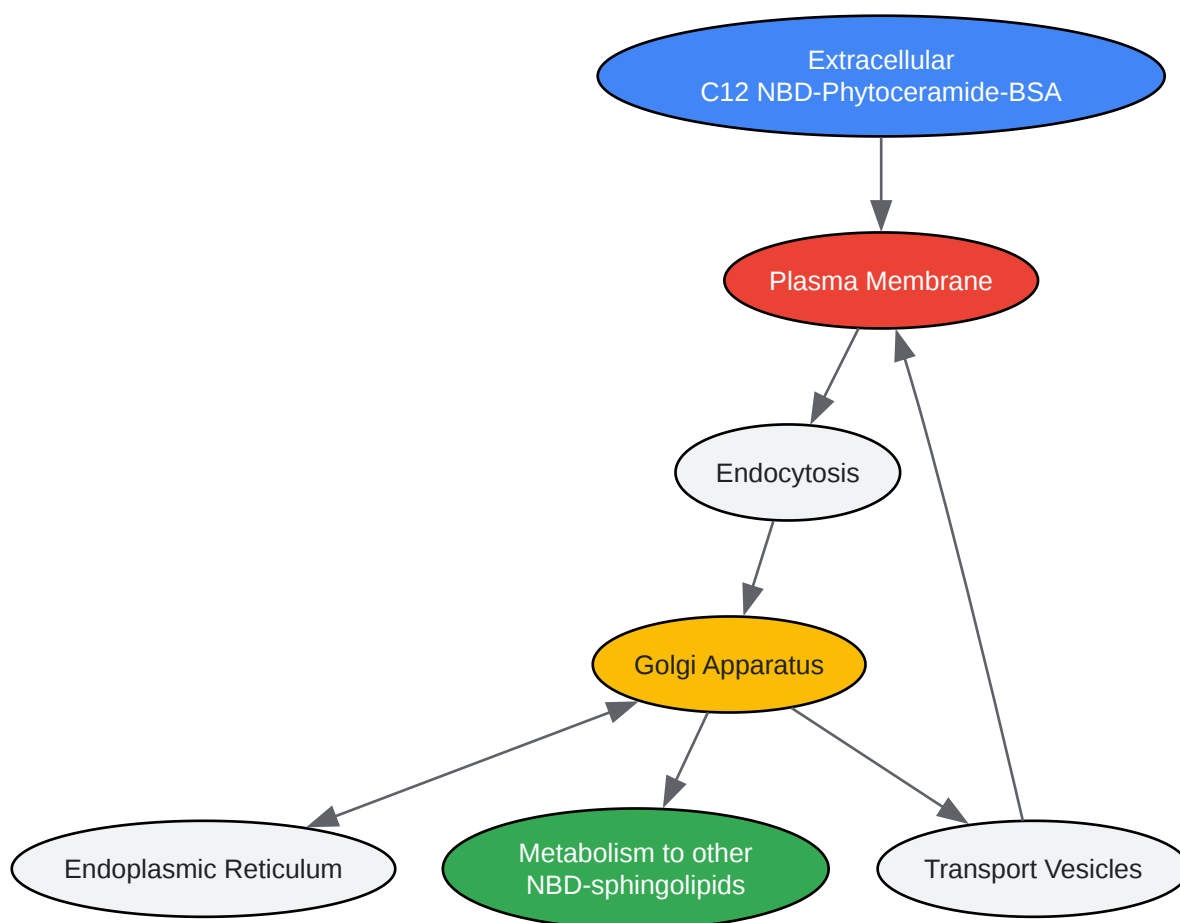 Extracellular
C12 NBD-Phytoceramide-BSA
Plasma Membrane
Endocytosis
Golgi Apparatus
Endoplasmic Reticulum
Metabolism to other
NBD-sphingolipids
Transport Vesicles